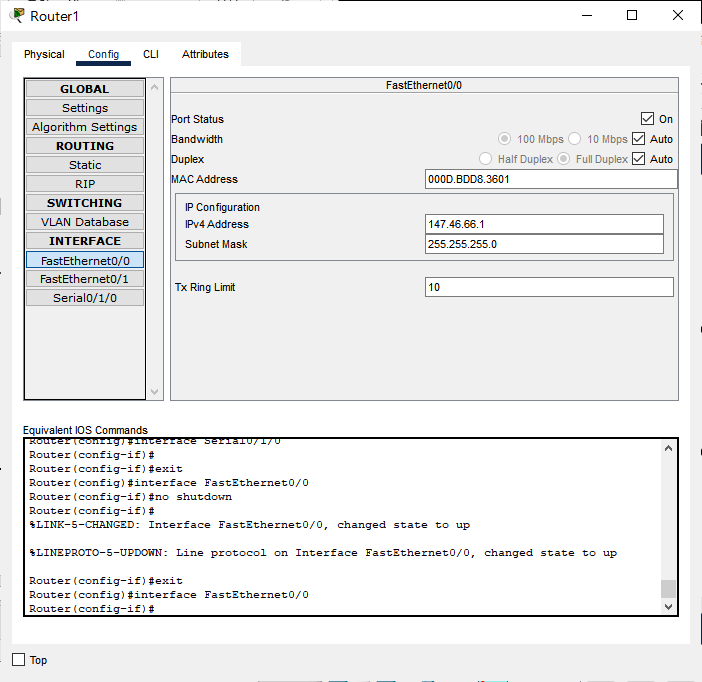 Router1
Physical Config CLI Attributes
GLOBAL
Settings
Algorithm Settings
ROUTING
Static
RIP
SWITCHING
VLAN Database
INTERFACE
FastEthernet0/0
FastEthernet0/1
Serial0/1/0
FastEthernet0/0
Port Status On
Bandwidth 100 Mbps 10 Mbps Auto
Duplex Half Duplex Full Duplex Auto
MAC Address 000D.BDD8.3601
IP Configuration
IPv4 Address 147.46.66.1
Subnet Mask 255.255.255.0
Tx Ring Limit 10
Equivalent IOS Commands
Router(config)#interface Serial0/1/0
Router(config-if)#
Router(config-if)#exit
Router(config)#interface FastEthernet0/0
Router(config-if)#no shutdown
Router(config-if)#
%LINK-5-CHANGED: Interface FastEthernet0/0, changed state to up
%LINEPROTO-5-UPDOWN: Line protocol on Interface FastEthernet0/0, changed state to up
Router(config-if)#exit
Router(config)#interface FastEthernet0/0
Router(config-if)#
Top